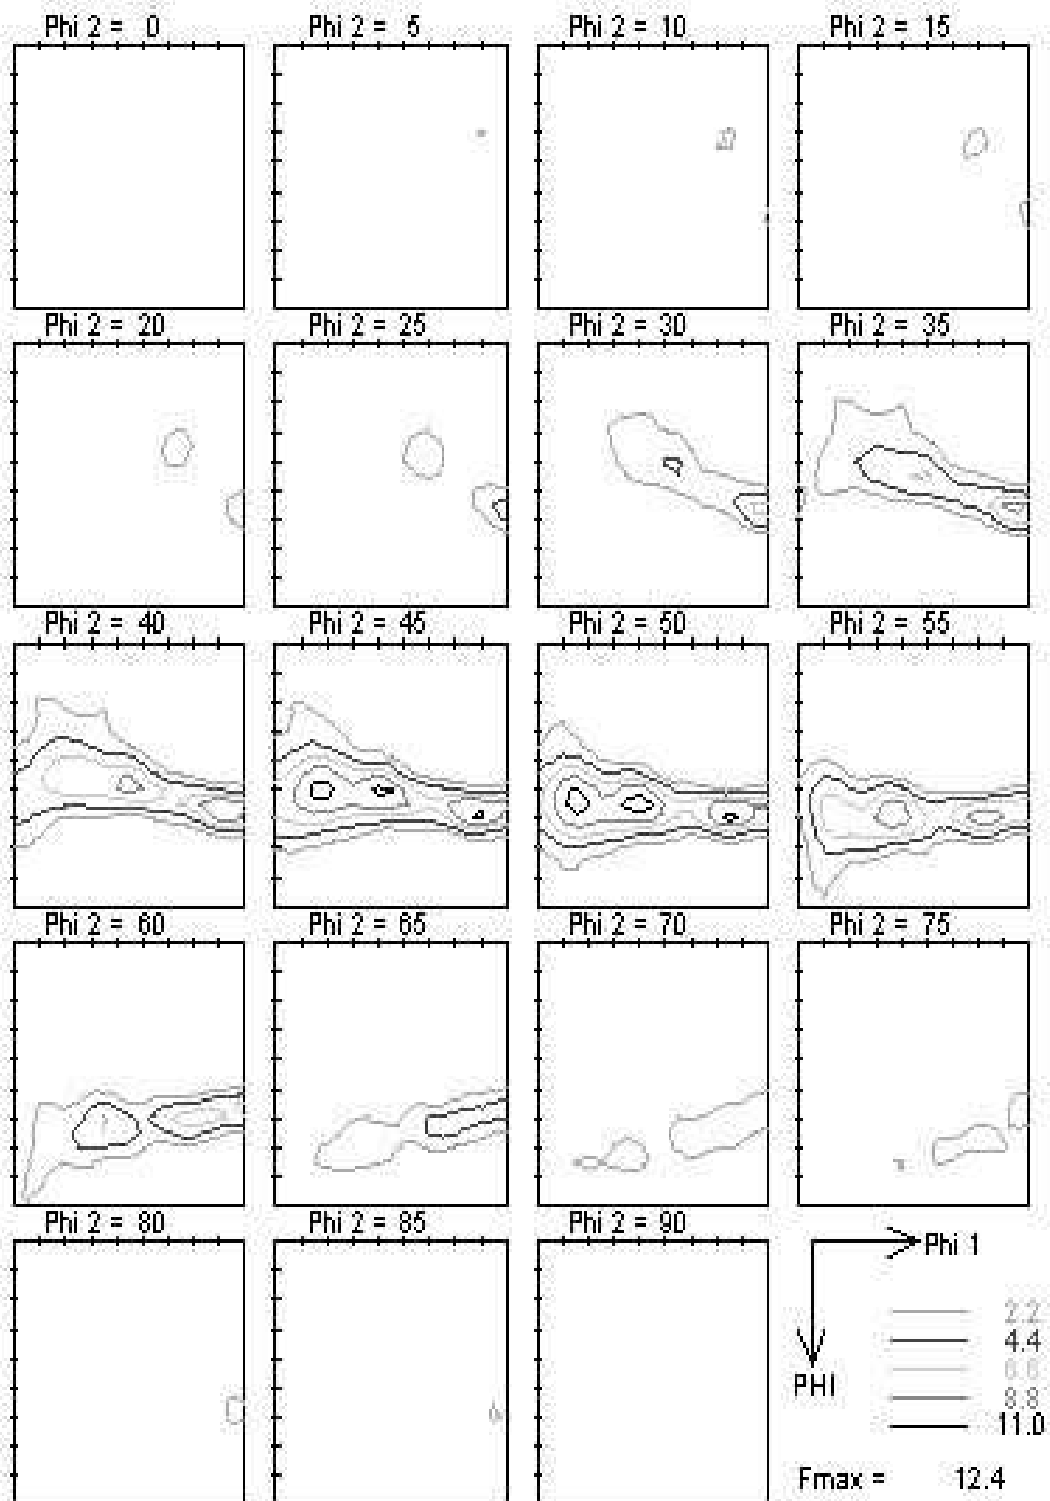 Phi 2 = 0 Phi 2 = 5 Phi 2 = 10 Phi 2 = 15
Phi 2 = 20 Phi 2 = 25 Phi 2 = 30 Phi 2 = 35
Phi 2 = 40 Phi 2 = 45 Phi 2 = 50 Phi 2 = 55
Phi 2 = 60 Phi 2 = 65 Phi 2 = 70 Phi 2 = 75
Phi 2 = 80 Phi 2 = 85 Phi 2 = 90
Phi 1
PHI
2.2
4.4
6.6
8.8
11.0
Fmax = 12.4